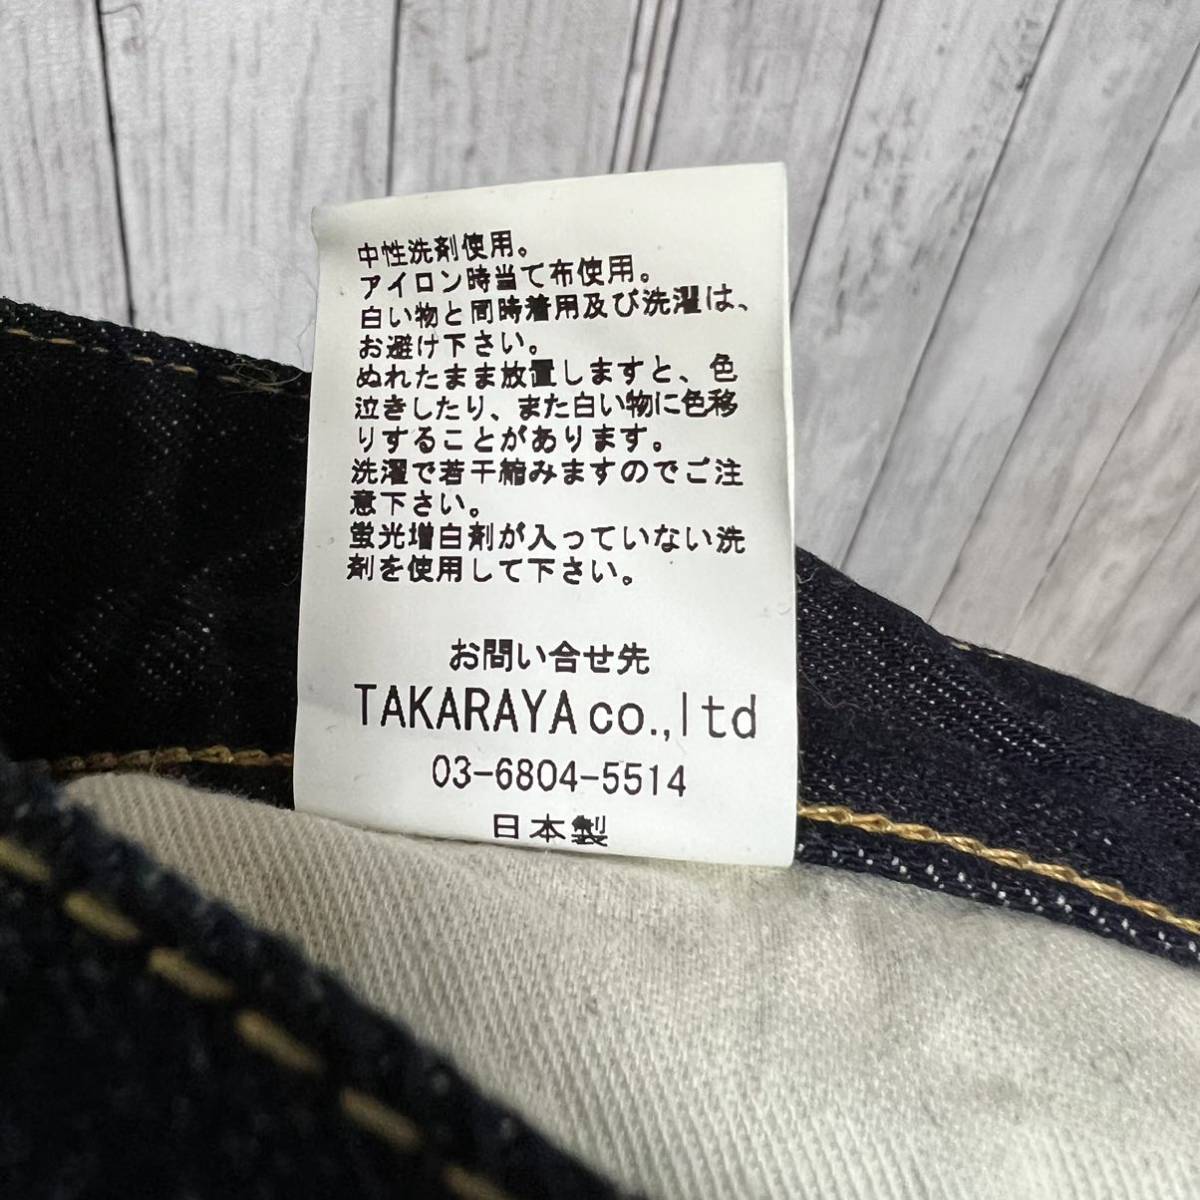 中性洗剤使用。
アイロン時当て布使用。
白い物と同時着用及び洗濯は、
お避け下さい。
ぬれたまま放置しますと、色
泣きしたり、また白い物に色移
りすることがあります。
洗濯で若干縮みますのでご注
意下さい。
蛍光増白剤が入っていない洗
剤を使用して下さい。
お問い合せ先
TAKARAYA co.,ltd
03-6804-5514
日本製